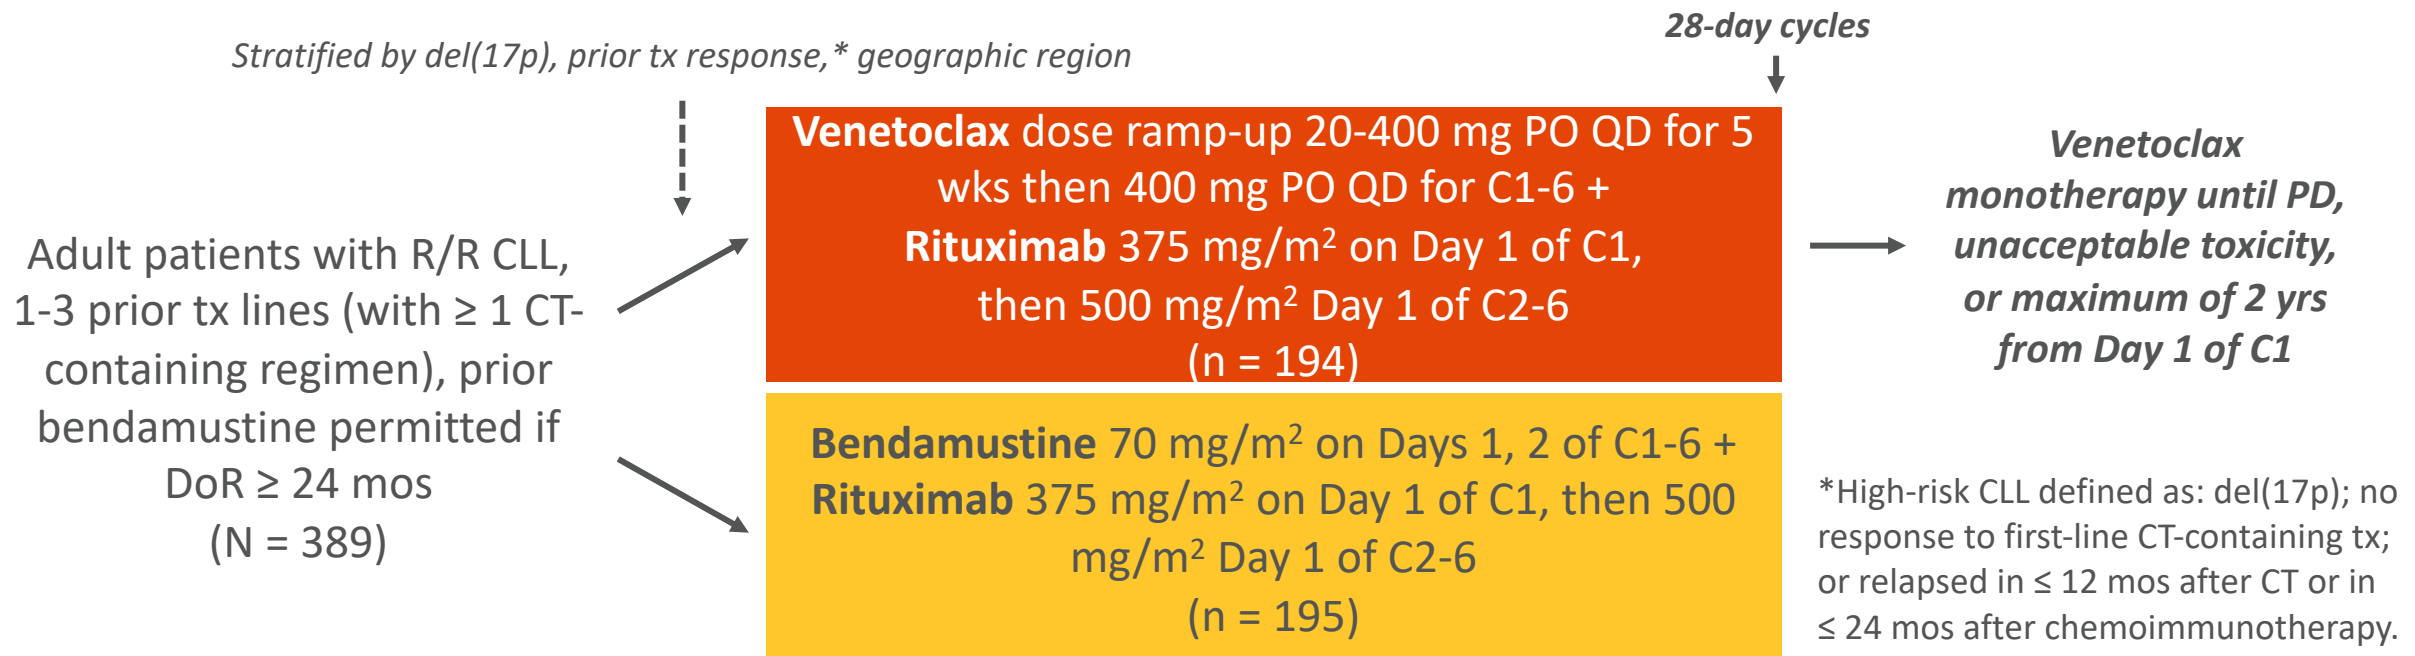 Stratified by del(17p), prior tx response,* geographic region
28-day cycles
Adult patients with R/R CLL,
1-3 prior tx lines (with ≥ 1 CT-
containing regimen), prior
bendamustine permitted if
DoR ≥ 24 mos
(N = 389)
Venetoclax dose ramp-up 20-400 mg PO QD for 5
wks then 400 mg PO QD for C1-6 +
Rituximab 375 mg/m² on Day 1 of C1,
then 500 mg/m² Day 1 of C2-6
(n = 194)
Bendamustine 70 mg/m² on Days 1, 2 of C1-6 +
Rituximab 375 mg/m² on Day 1 of C1, then 500
mg/m² Day 1 of C2-6
(n = 195)
Venetoclax
monotherapy until PD,
unacceptable toxicity,
or maximum of 2 yrs
from Day 1 of C1
*High-risk CLL defined as: del(17p); no
response to first-line CT-containing tx;
or relapsed in ≤ 12 mos after CT or in
≤ 24 mos after chemoimmunotherapy.